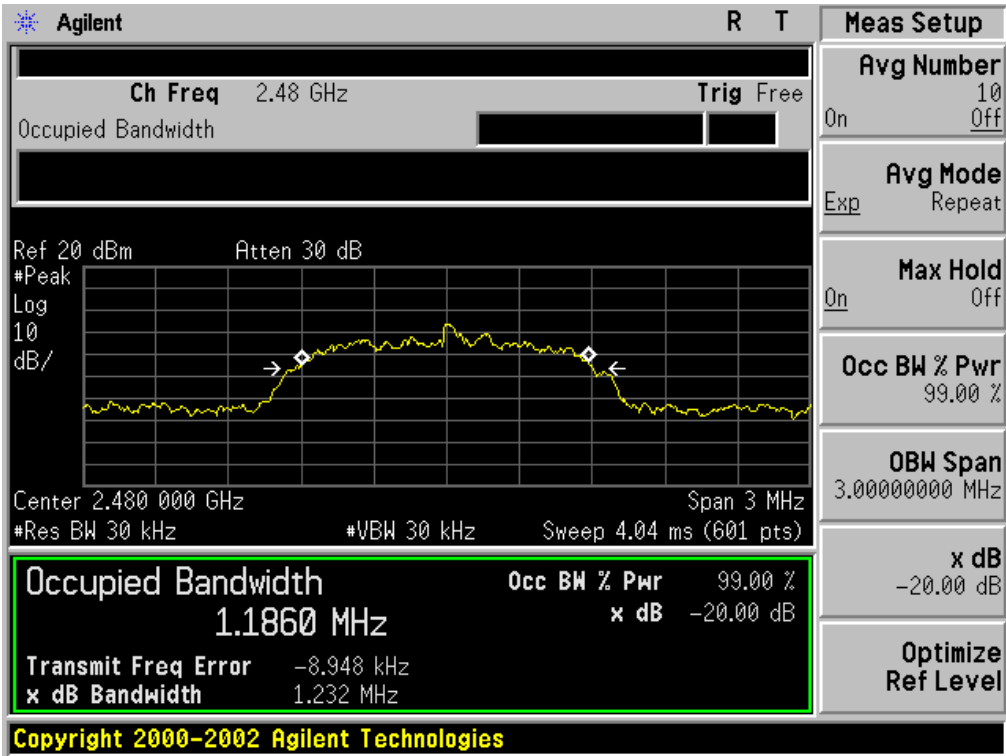 Agilent R T
Ch Freq 2.48 GHz Trig Free
Occupied Bandwidth
Ref 20 dBm Atten 30 dB
#Peak
Log
10
dB/
Center 2.480 000 GHz Span 3 MHz
#Res BW 30 kHz #VBW 30 kHz Sweep 4.04 ms (601 pts)
Occupied Bandwidth Occ BW % Pwr 99.00 %
1.1860 MHz x dB -20.00 dB
Transmit Freq Error -8.948 kHz
x dB Bandwidth 1.232 MHz
Copyright 2000-2002 Agilent Technologies
Meas Setup
Avg Number
10
On Off
Avg Mode
Exp Repeat
Max Hold
On Off
Occ BW % Pwr
99.00 %
OBW Span
3.00000000 MHz
x dB
-20.00 dB
Optimize
Ref Level